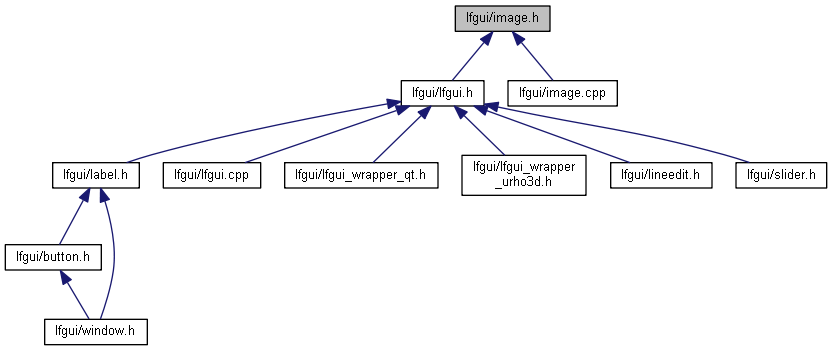 lfgui/image.h
lfgui/lfgui.h
lfgui/image.cpp
lfgui/label.h
lfgui/lfgui.cpp
lfgui/lfgui_wrapper_qt.h
lfgui/lfgui_wrapper
_urho3d.h
lfgui/lineedit.h
lfgui/slider.h
lfgui/button.h
lfgui/window.h